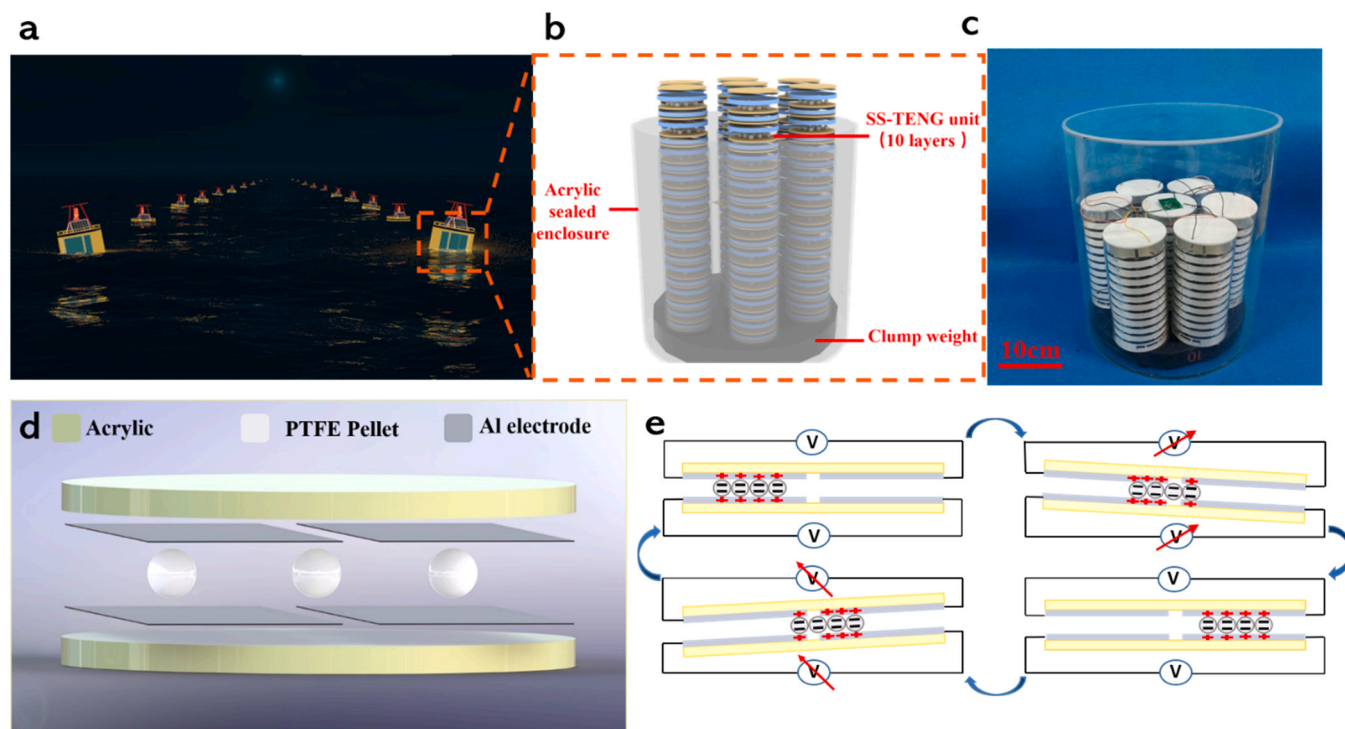 a
b
c
SS-TENG unit
(10 layers )
Acrylic
sealed
enclosure
Clump weight
10cm
d
Acrylic
PTFE Pellet
Al electrode
e
V
V
V
V
V
V
V
V